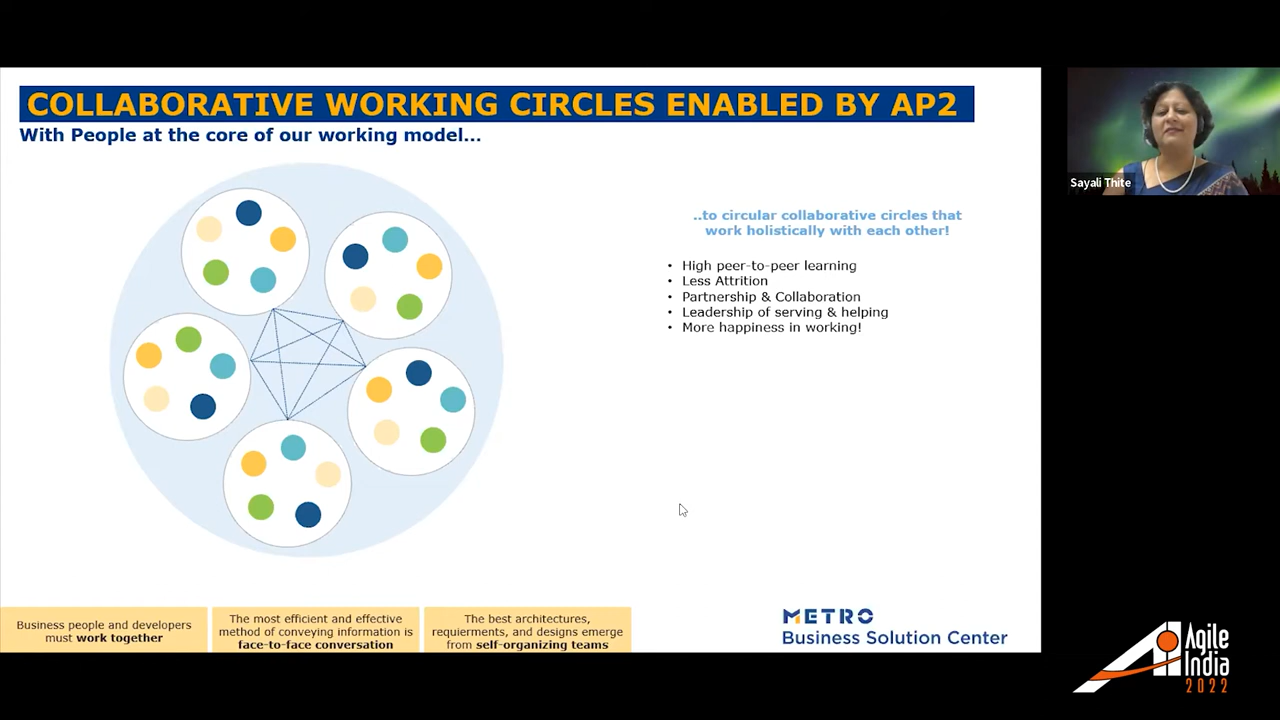 COLLABORATIVE WORKING CIRCLES ENABLED BY AP2
With People at the core of our working model...
..to circular collaborative circles that
work holistically with each other!
• High peer-to-peer learning
• Less Attrition
• Partnership & Collaboration
• Leadership of serving & helping
• More happiness in working!
Business people and developers
must work together
The most efficient and effective
method of conveying information is
face-to-face conversation
The best architectures,
requierments, and designs emerge
from self-organizing teams
METRO
Business Solution Center
Sayali Thite
Agile
India
2022